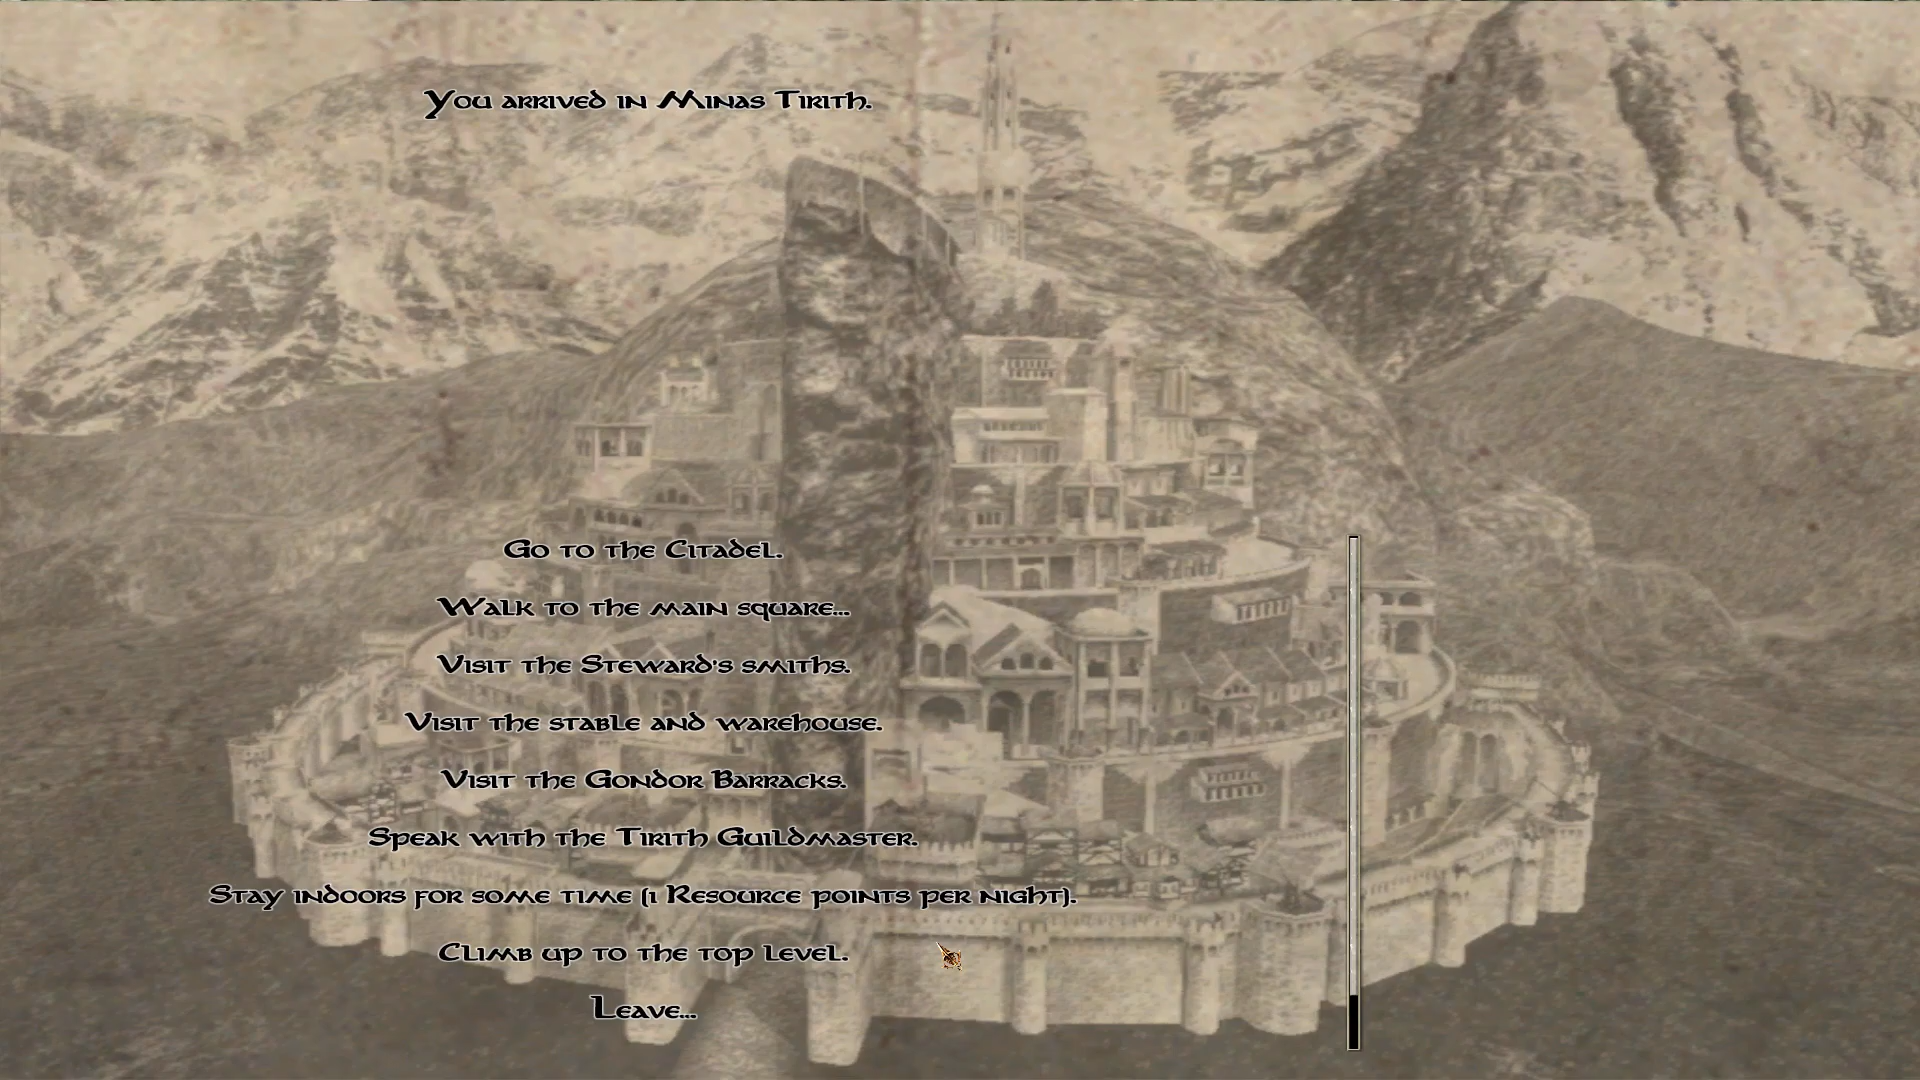 You arrived in Minas Tirith.
Go to the Citadel.
Walk to the main square...
Visit the Steward's smiths.
Visit the stable and warehouse.
Visit the Gondor Barracks.
Speak with the Tirith Guildmaster.
Stay indoors for some time (1 Resource points per night).
Climb up to the top level.
Leave...